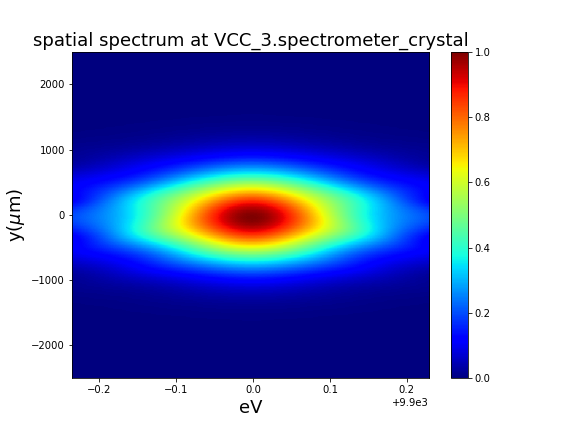 spatial spectrum at VCC_3.spectrometer_crystal
1.0
2000
0.8
1000
0.6
y(μm)
0
0.4
−1000
0.2
−2000
0.0
−0.2 −0.1 0.0 0.1 0.2
+9.9e3
eV